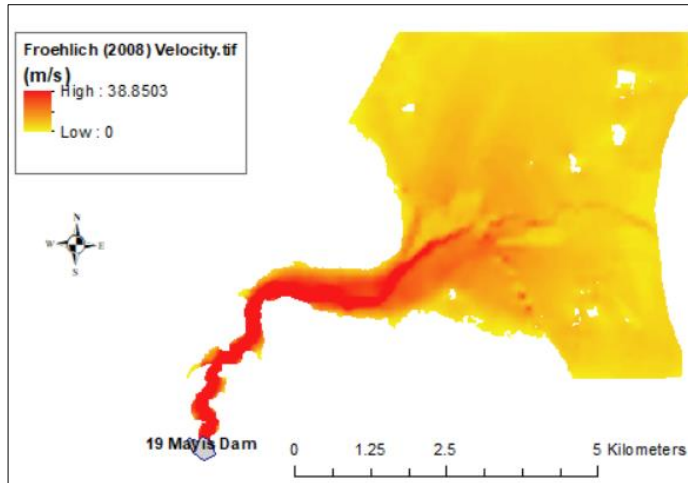 Froehlich (2008) Velocity.tif
(m/s)
High : 38.8503
Low : 0
N
W E
S
19 Mayis Dam
0 1.25 2.5 5 Kilometers